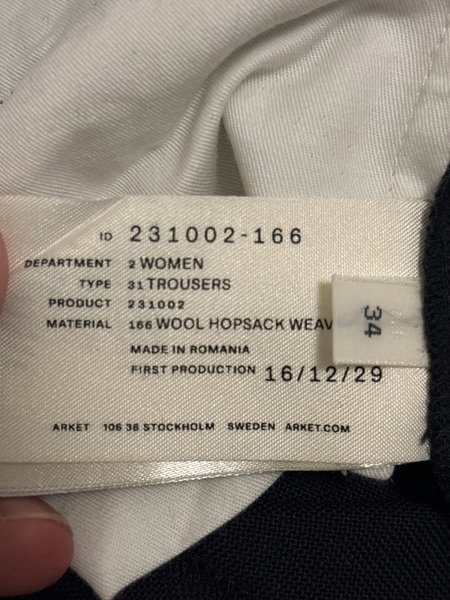 ID 231002-166
DEPARTMENT 2 WOMEN
TYPE 31 TROUSERS
PRODUCT 231002
MATERIAL 166 WOOL HOPSACK WEAV
MADE IN ROMANIA
FIRST PRODUCTION 16/12/29
34
ARKET 106 38 STOCKHOLM SWEDEN ARKET.COM